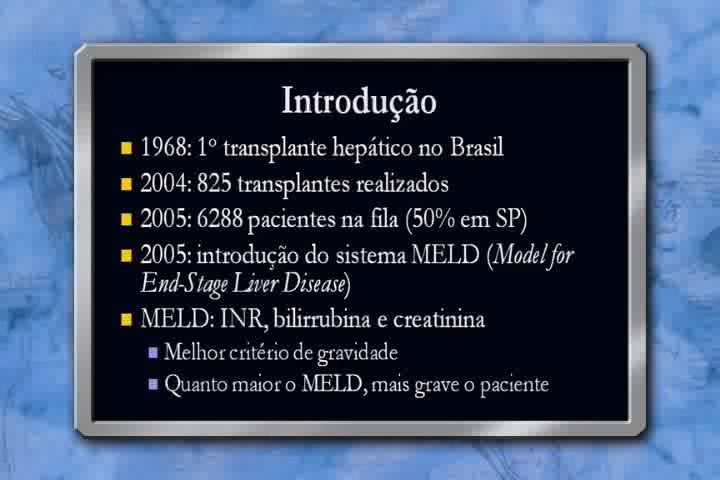 Introdução
1968: 1º transplante hepático no Brasil
2004: 825 transplantes realizados
2005: 6288 pacientes na fila (50% em SP)
2005: introdução do sistema MELD (Model for
End-Stage Liver Disease)
MELD: INR, bilirrubina e creatinina
Melhor critério de gravidade
Quanto maior o MELD, mais grave o paciente